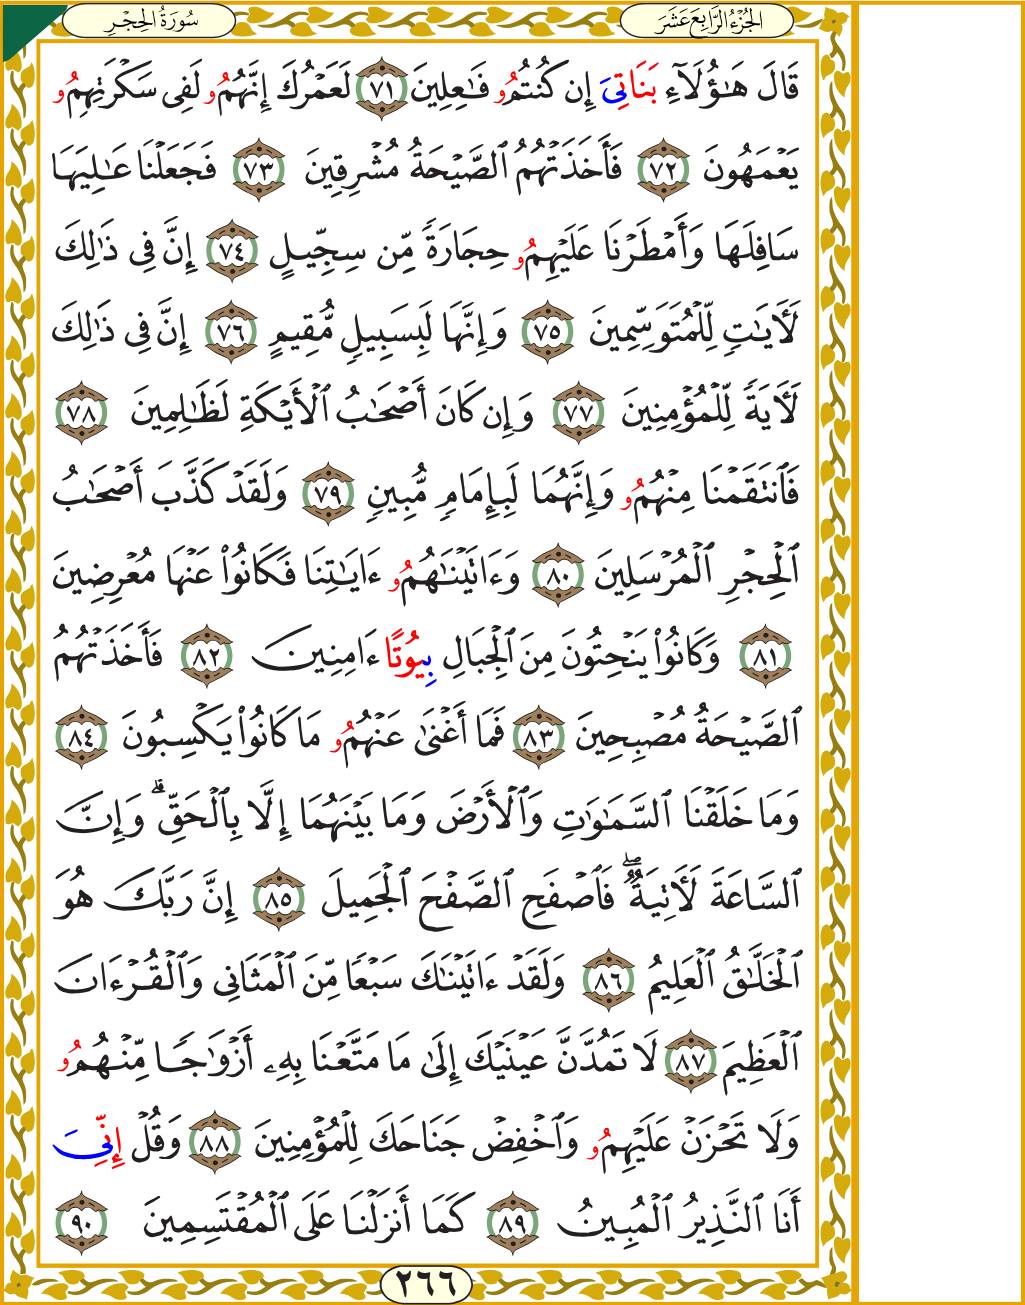 الجُزْءُ الرَّابِعَ عَشَرَ
سُورَةُ الحِجْرِ
قَالَ هَٰٓؤُلَآءِ بَنَاتِىَ إِن كُنتُمُۥ فَٰعِلِينَ ٧١ لَعَمْرُكَ إِنَّهُمُۥ لَفِى سَكْرَتِهِمُۥ
يَعْمَهُونَ ٧٢ فَأَخَذَتْهُمُ ٱلصَّيْحَةُ مُشْرِقِينَ ٧٣ فَجَعَلْنَا عَٰلِيَهَا
سَافِلَهَا وَأَمْطَرْنَا عَلَيْهِمُۥ حِجَارَةً مِّن سِجِّيلٍ ٧٤ إِنَّ فِى ذَٰلِكَ
لَأٓيَٰتٍ لِّلْمُتَوَسِّمِينَ ٧٥ وَإِنَّهَا لَبِسَبِيلٍ مُّقِيمٍ ٧٦ إِنَّ فِى ذَٰلِكَ
لَأٓيَةً لِّلْمُؤْمِنِينَ ٧٧ وَإِن كَانَ أَصْحَٰبُ ٱلْأَيْكَةِ لَظَٰلِمِينَ ٧٨
فَٱنتَقَمْنَا مِنْهُمُۥ وَإِنَّهُمَا لَبِإِمَامٍ مُّبِينٍ ٧٩ وَلَقَدْ كَذَّبَ أَصْحَٰبُ
ٱلْحِجْرِ ٱلْمُرْسَلِينَ ٨٠ وَءَاتَيْنَٰهُمُۥ ءَايَٰتِنَا فَكَانُوا۟ عَنْهَا مُعْرِضِينَ
٨١ وَكَانُوا۟ يَنْحِتُونَ مِنَ ٱلْجِبَالِ بِيُوتًا ءَامِنِينَ ٨٢ فَأَخَذَتْهُمُ
ٱلصَّيْحَةُ مُصْبِحِينَ ٨٣ فَمَا أَغْنَىٰ عَنْهُمُۥ مَا كَانُوا۟ يَكْسِبُونَ ٨٤
وَمَا خَلَقْنَا ٱلسَّمَٰوَٰتِ وَٱلْأَرْضَ وَمَا بَيْنَهُمَا إِلَّا بِٱلْحَقِّ ۗ وَإِنَّ
ٱلسَّاعَةَ لَأٓتِيَةٌ ۖ فَٱصْفَحِ ٱلصَّفْحَ ٱلْجَمِيلَ ٨٥ إِنَّ رَبَّكَ هُوَ
ٱلْخَلَّٰقُ ٱلْعَلِيمُ ٨٦ وَلَقَدْ ءَاتَيْنَٰكَ سَبْعًا مِّنَ ٱلْمَثَانِى وَٱلْقُرْءَانَ
ٱلْعَظِيمَ ٨٧ لَا تَمُدَّنَّ عَيْنَيْكَ إِلَىٰ مَا مَتَّعْنَا بِهِۦ أَزْوَٰجًا مِّنْهُمُۥ
وَلَا تَحْزَنْ عَلَيْهِمُۥ وَٱخْفِضْ جَنَاحَكَ لِلْمُؤْمِنِينَ ٨٨ وَقُلْ إِنِّىَ
أَنَا ٱلنَّذِيرُ ٱلْمُبِينُ ٨٩ كَمَا أَنزَلْنَا عَلَى ٱلْمُقْتَسِمِينَ ٩٠
٢٦٦